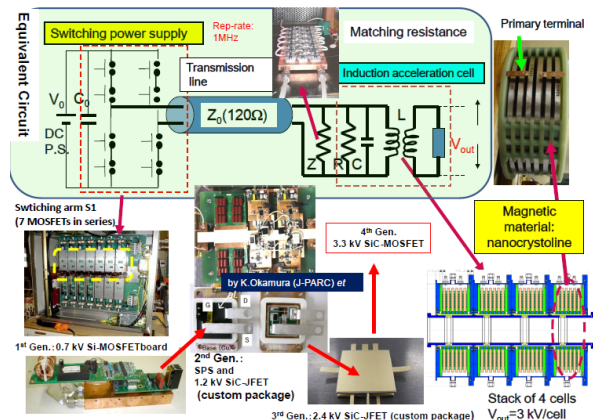 Equivalent Circuit
Switching power supply
Rep-rate:
1MHz
Matching resistance
Primary terminal
Transmission
line
Induction acceleration cell
V0
C0
DC
P.S.
Z0(120Ω)
Z
R
C
L
Vout
Swtiching arm S1
(7 MOSFETs in series)
4th Gen.
3.3 kV SiC-MOSFET
Magnetic
material:
nanocrystoline
by K.Okamura (J-PARC) et
G
D
S
Base (Cu)
1st Gen.: 0.7 kV Si-MOSFETboard
2nd Gen.:
SPS and
1.2 kV SiC-JFET
(custom package)
3rd Gen.: 2.4 kV SiC-JFET (custom package)
Stack of 4 cells
Vout=3 kV/cell